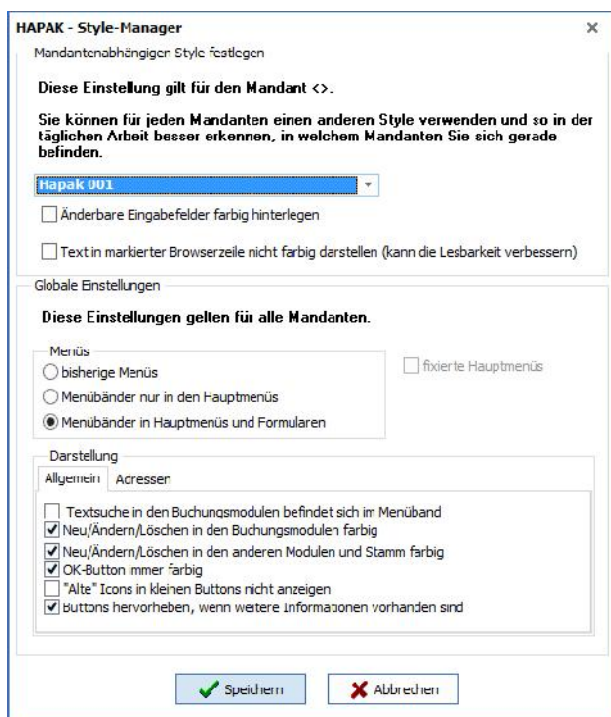 HAPAK - Style-Manager
Mandantenabhängigen Style festlegen
Diese Einstellung gilt für den Mandant <>.
Sie können für jeden Mandanten einen anderen Style verwenden und so in der
täglichen Arbeit besser erkennen, in welchem Mandanten Sie sich gerade
befinden.
Hapak 001
Änderbare Eingabefelder farbig hinterlegen
Text in markierter Browserzeile nicht farbig darstellen (kann die Lesbarkeit verbessern)
Globale Einstellungen
Diese Einstellungen gelten für alle Mandanten.
Menüs
bisherige Menüs
fixierte Hauptmenüs
Menübänder nur in den Hauptmenüs
Menübänder in Hauptmenüs und Formularen
Darstellung
Allgemein Adressen
Textsuche in den Buchungsmodulen befindet sich im Menüband
Neu/Ändern/Löschen in den Buchungsmodulen farbig
Neu/Ändern/Löschen in den anderen Modulen und Stamm farbig
OK-Button immer farbig
"Alte" Icons in kleinen Buttons nicht anzeigen
Buttons hervorheben, wenn weitere Informationen vorhanden sind
Speichern Abbrechen